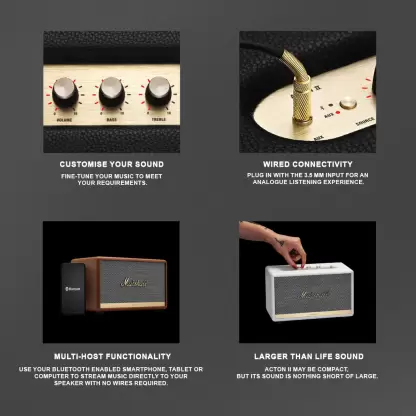 VOLUME BASS TREBLE
II
AUX
AUX
SOURCE
CUSTOMISE YOUR SOUND
FINE-TUNE YOUR MUSIC TO MEET
YOUR REQUIREMENTS.
WIRED CONNECTIVITY
PLUG IN WITH THE 3.5 MM INPUT FOR AN
ANALOGUE LISTENING EXPERIENCE.
Bluetooth
Marshall
Marshall
MULTI-HOST FUNCTIONALITY
USE YOUR BLUETOOTH ENABLED SMARTPHONE, TABLET OR
COMPUTER TO STREAM MUSIC DIRECTLY TO YOUR
SPEAKER WITH NO WIRES REQUIRED.
LARGER THAN LIFE SOUND
ACTON II MAY BE COMPACT,
BUT ITS SOUND IS NOTHING SHORT OF LARGE.